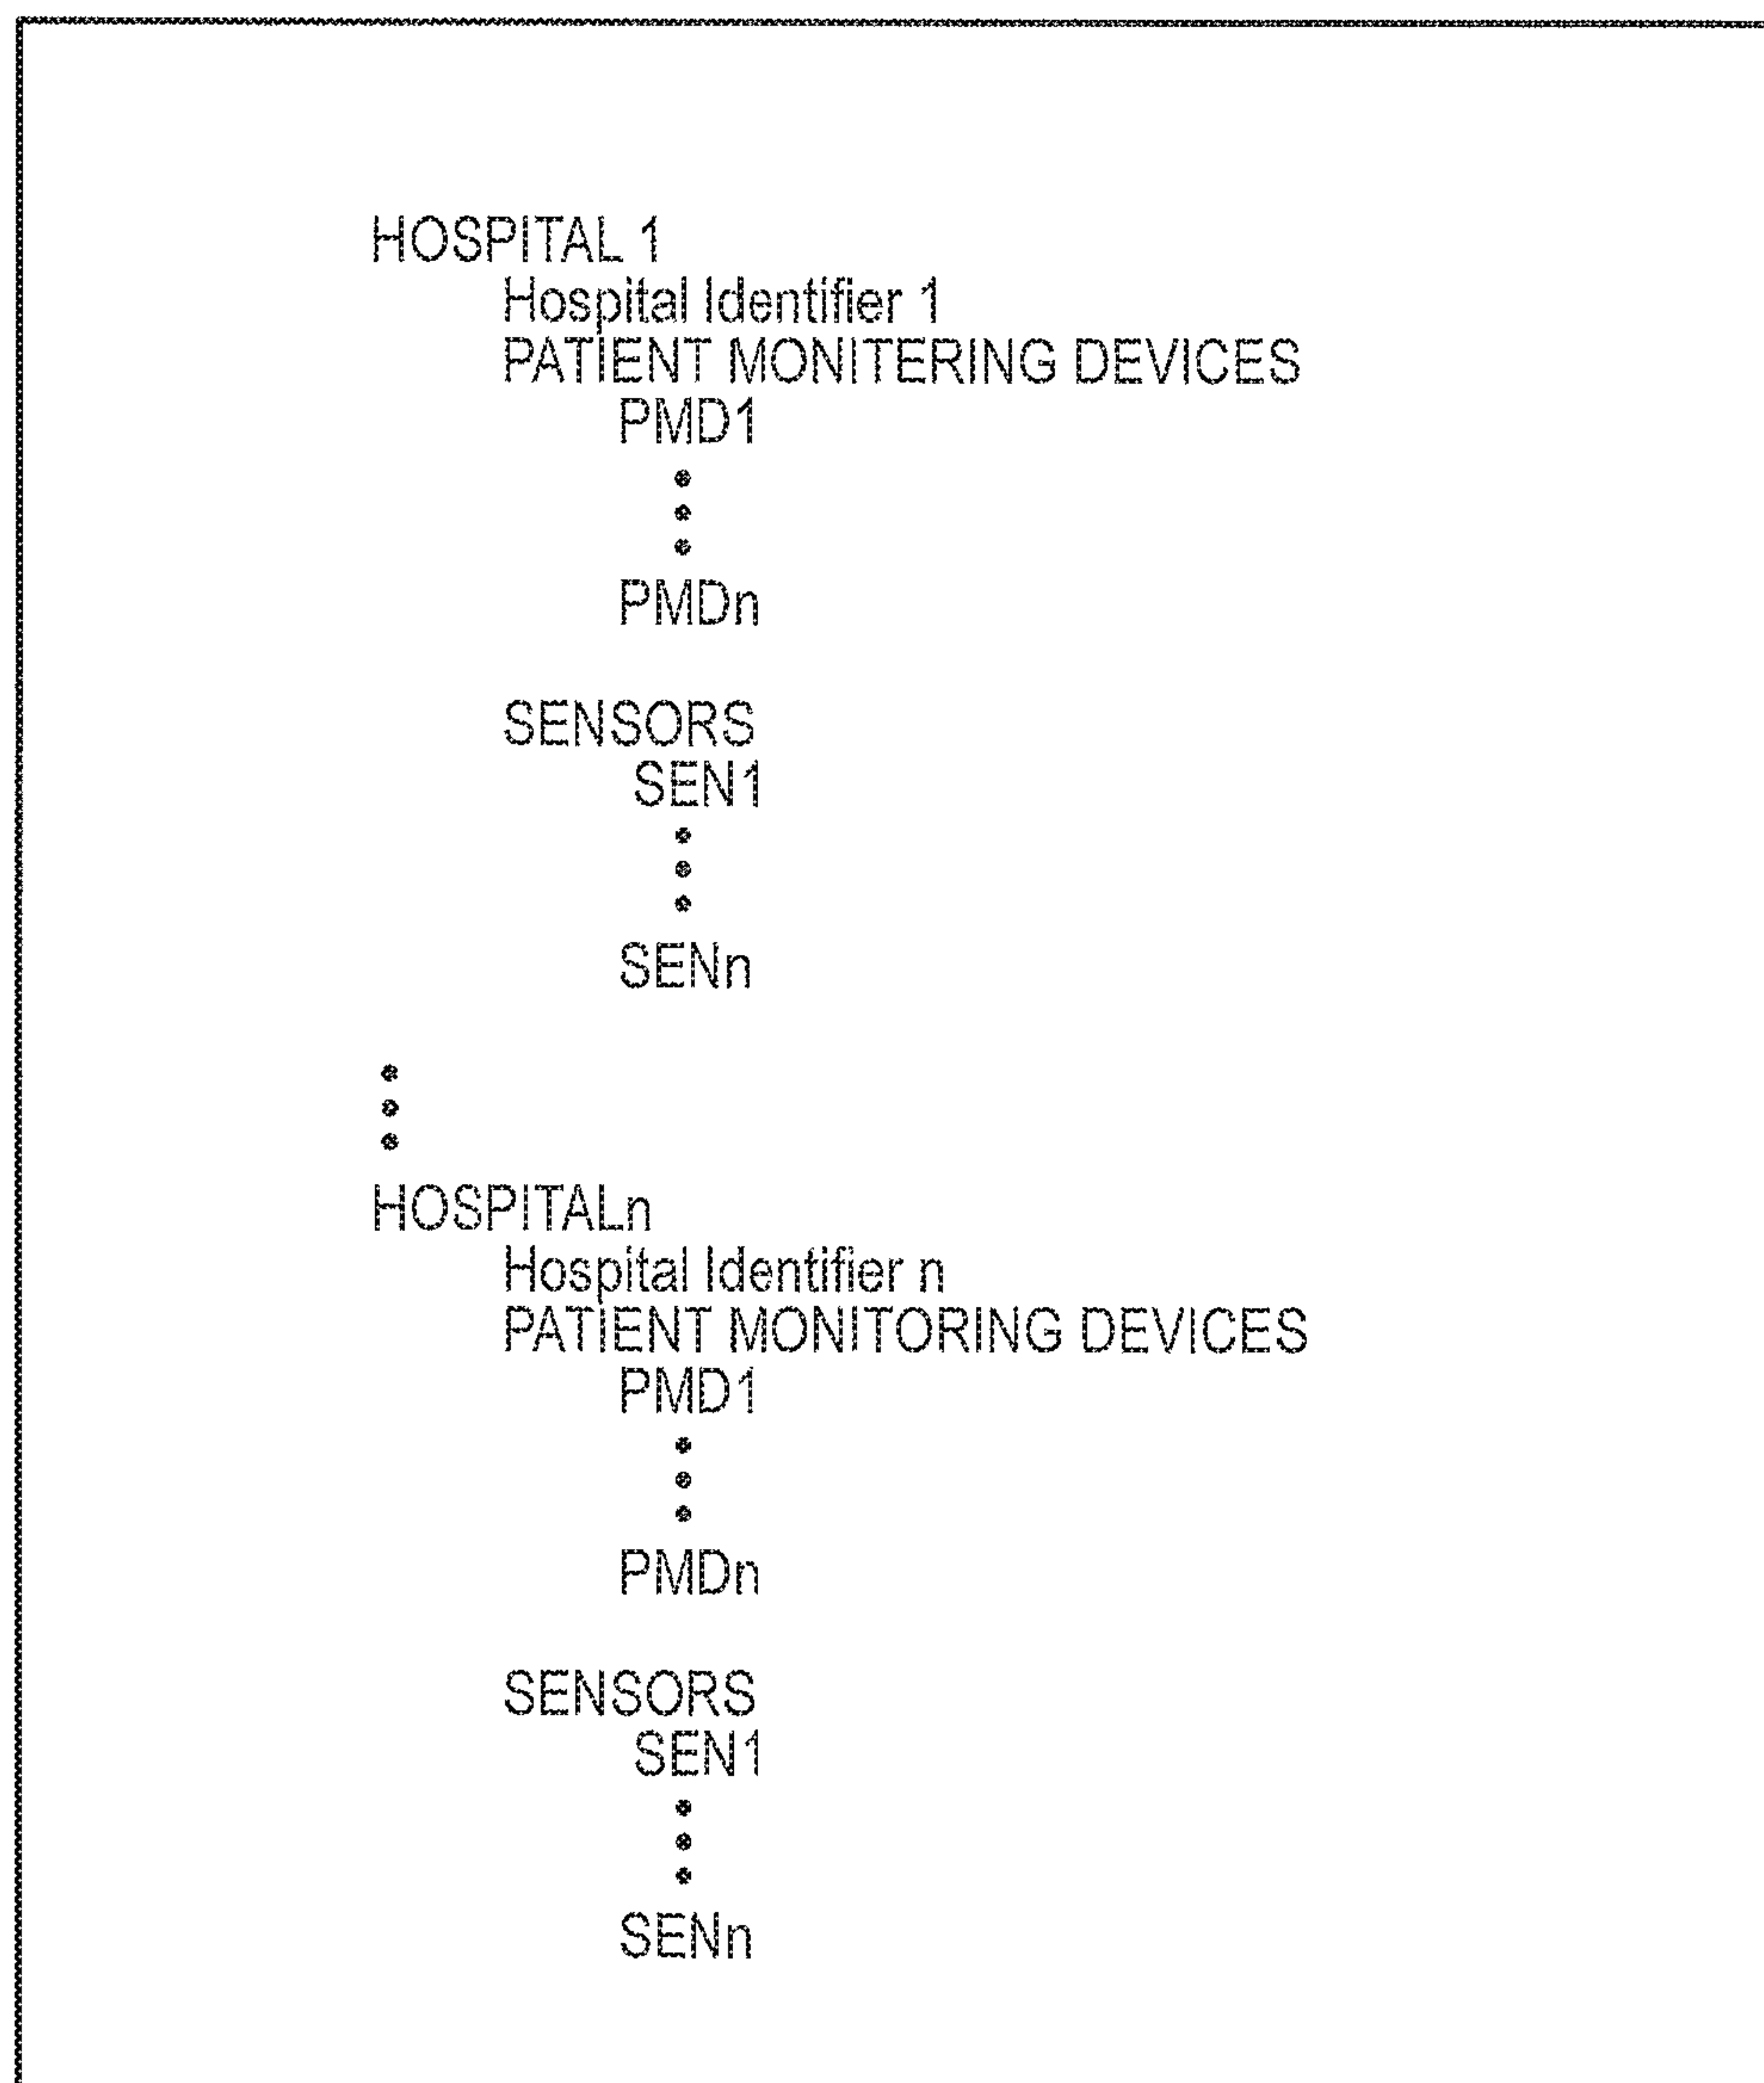 HOSPITAL 1
Hospital Identifier 1
PATIENT MONITERING DEVICES
PMD1
PMDn
SENSORS
SEN1
SENn
HOSPITALn
Hospital Identifier n
PATIENT MONITORING DEVICES
PMD1
PMDn
SENSORS
SEN1
SENn